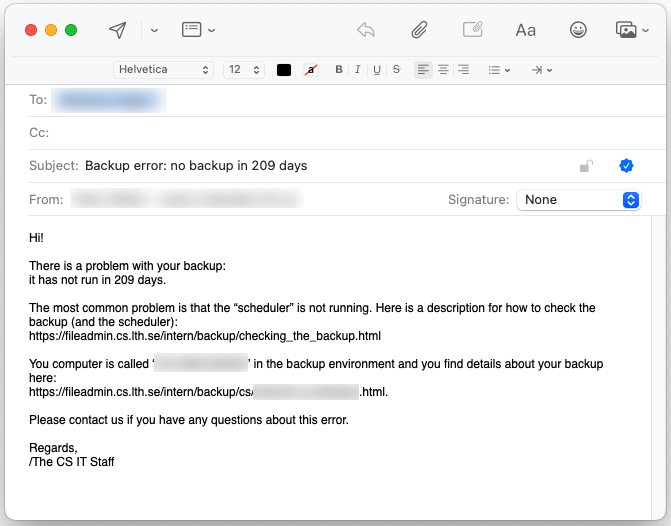 Aa
Helvetica 12 a B I U S
To:
Cc:
Subject: Backup error: no backup in 209 days
From: Signature: None
Hi!
There is a problem with your backup:
it has not run in 209 days.
The most common problem is that the “scheduler” is not running. Here is a description for how to check the
backup (and the scheduler):
https://fileadmin.cs.lth.se/intern/backup/checking_the_backup.html
You computer is called ‘ ’ in the backup environment and you find details about your backup
here:
https://fileadmin.cs.lth.se/intern/backup/cs/ .html.
Please contact us if you have any questions about this error.
Regards,
/The CS IT Staff